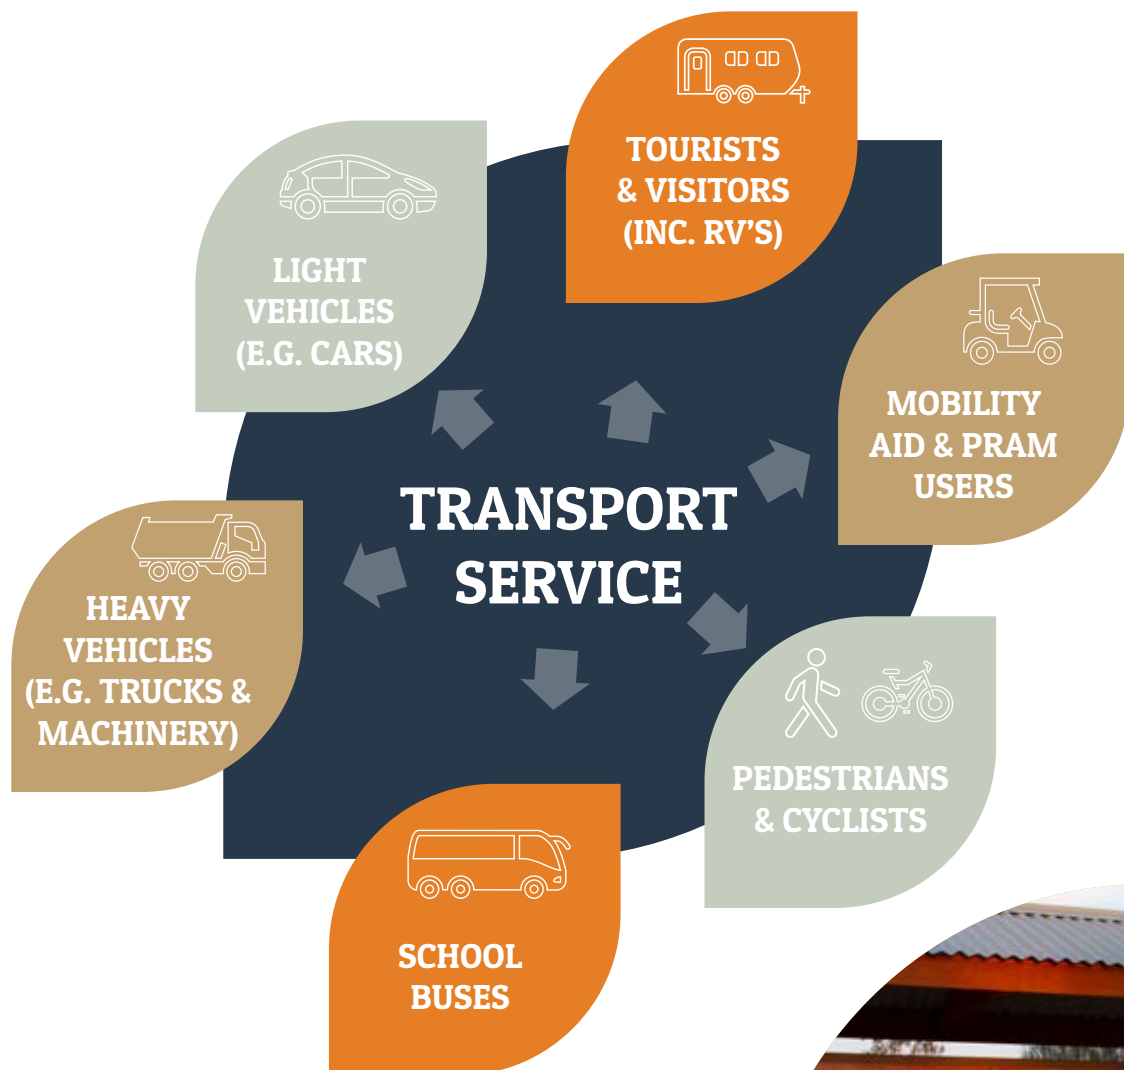 TOURISTS
& VISITORS
(INC. RV’S)
LIGHT
VEHICLES
(E.G. CARS)
MOBILITY
AID & PRAM
USERS
TRANSPORT
SERVICE
HEAVY
VEHICLES
(E.G. TRUCKS &
MACHINERY)
PEDESTRIANS
& CYCLISTS
SCHOOL
BUSES